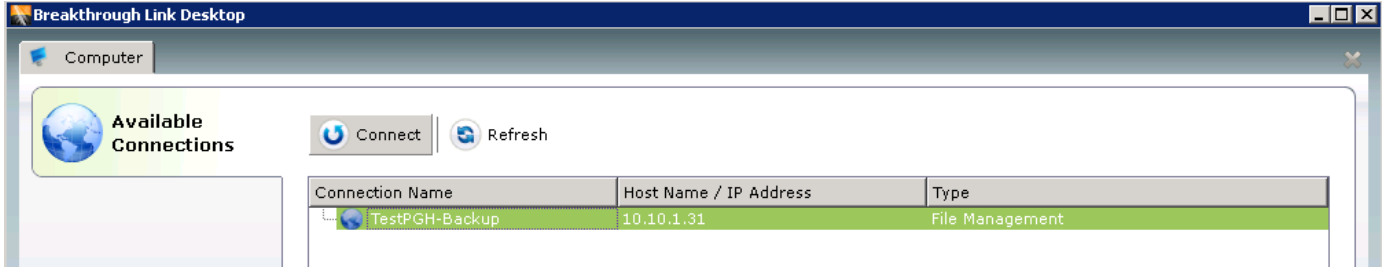 Breakthrough Link Desktop
Computer
Available
Connections
Connect Refresh
Connection Name Host Name / IP Address Type
TestPGH-Backup 10.10.1.31 File Management